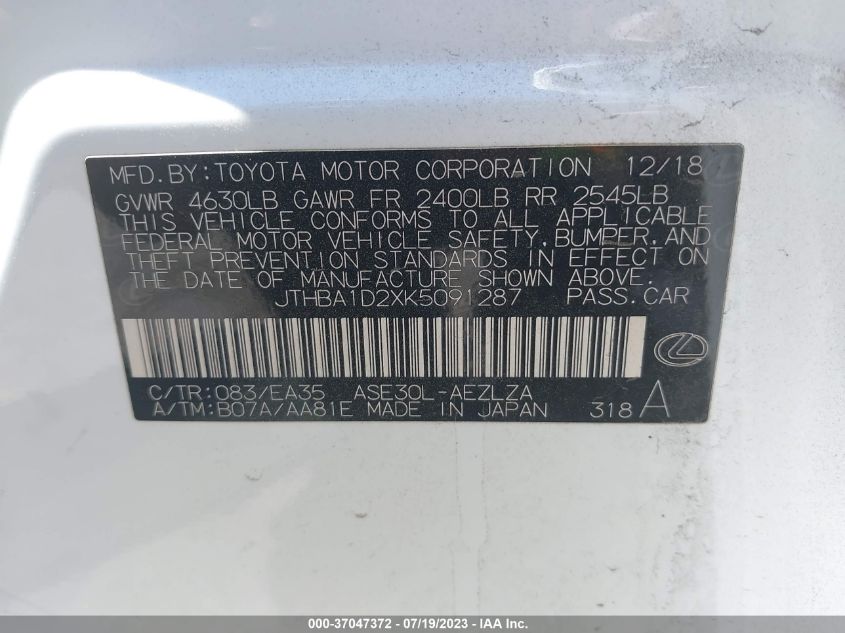 MFD.BY:TOYOTA MOTOR CORPORATION 12/18
GVWR 4630LB GAWR FR 2400LB RR 2545LB
THIS VEHICLE CONFORMS TO ALL APPLICABLE
FEDERAL MOTOR VEHICLE SAFETY,BUMPER,AND
THEFT PREVENTION STANDARDS IN EFFECT ON
THE DATE OF MANUFACTURE SHOWN ABOVE.
JTHBA1D2XK5091287 PASS.CAR
C/TR:083/EA35 ASE30L-AEZLZA
A/TM:B07A/AA81E MADE IN JAPAN 318 A
000-37047372 - 07/19/2023 - IAA Inc.